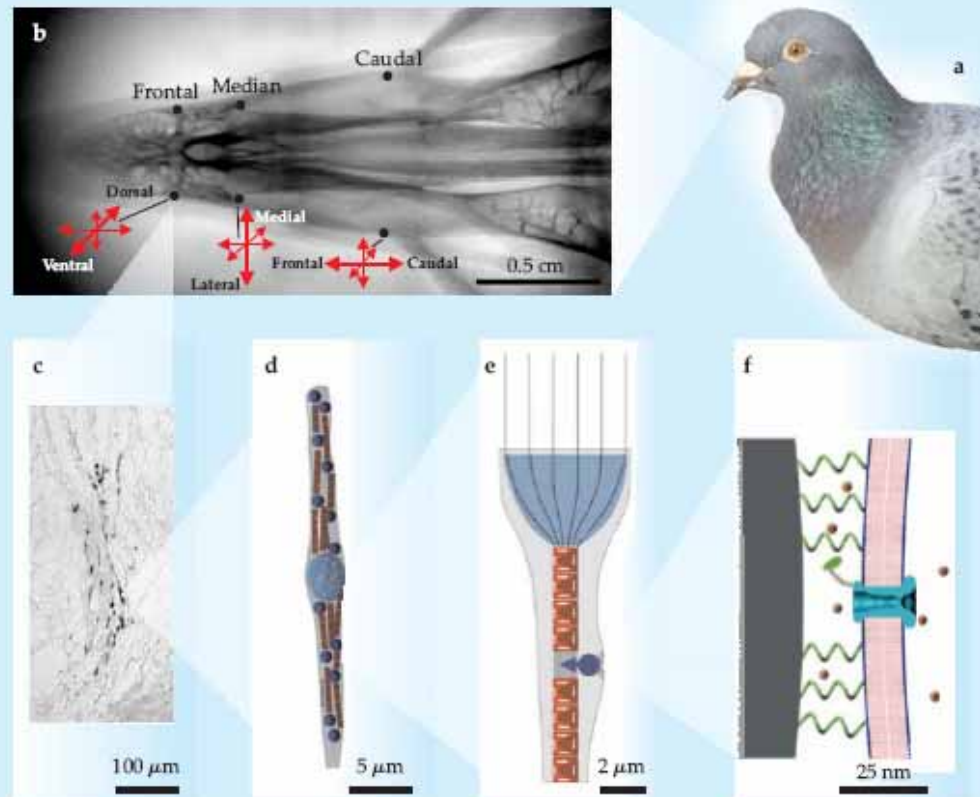 b
a
Caudal
Frontal Median
Dorsal
Medial
Ventral
Frontal Caudal
Lateral
0.5 cm
c
d
e
f
100 μm
5 μm
2 μm
25 nm